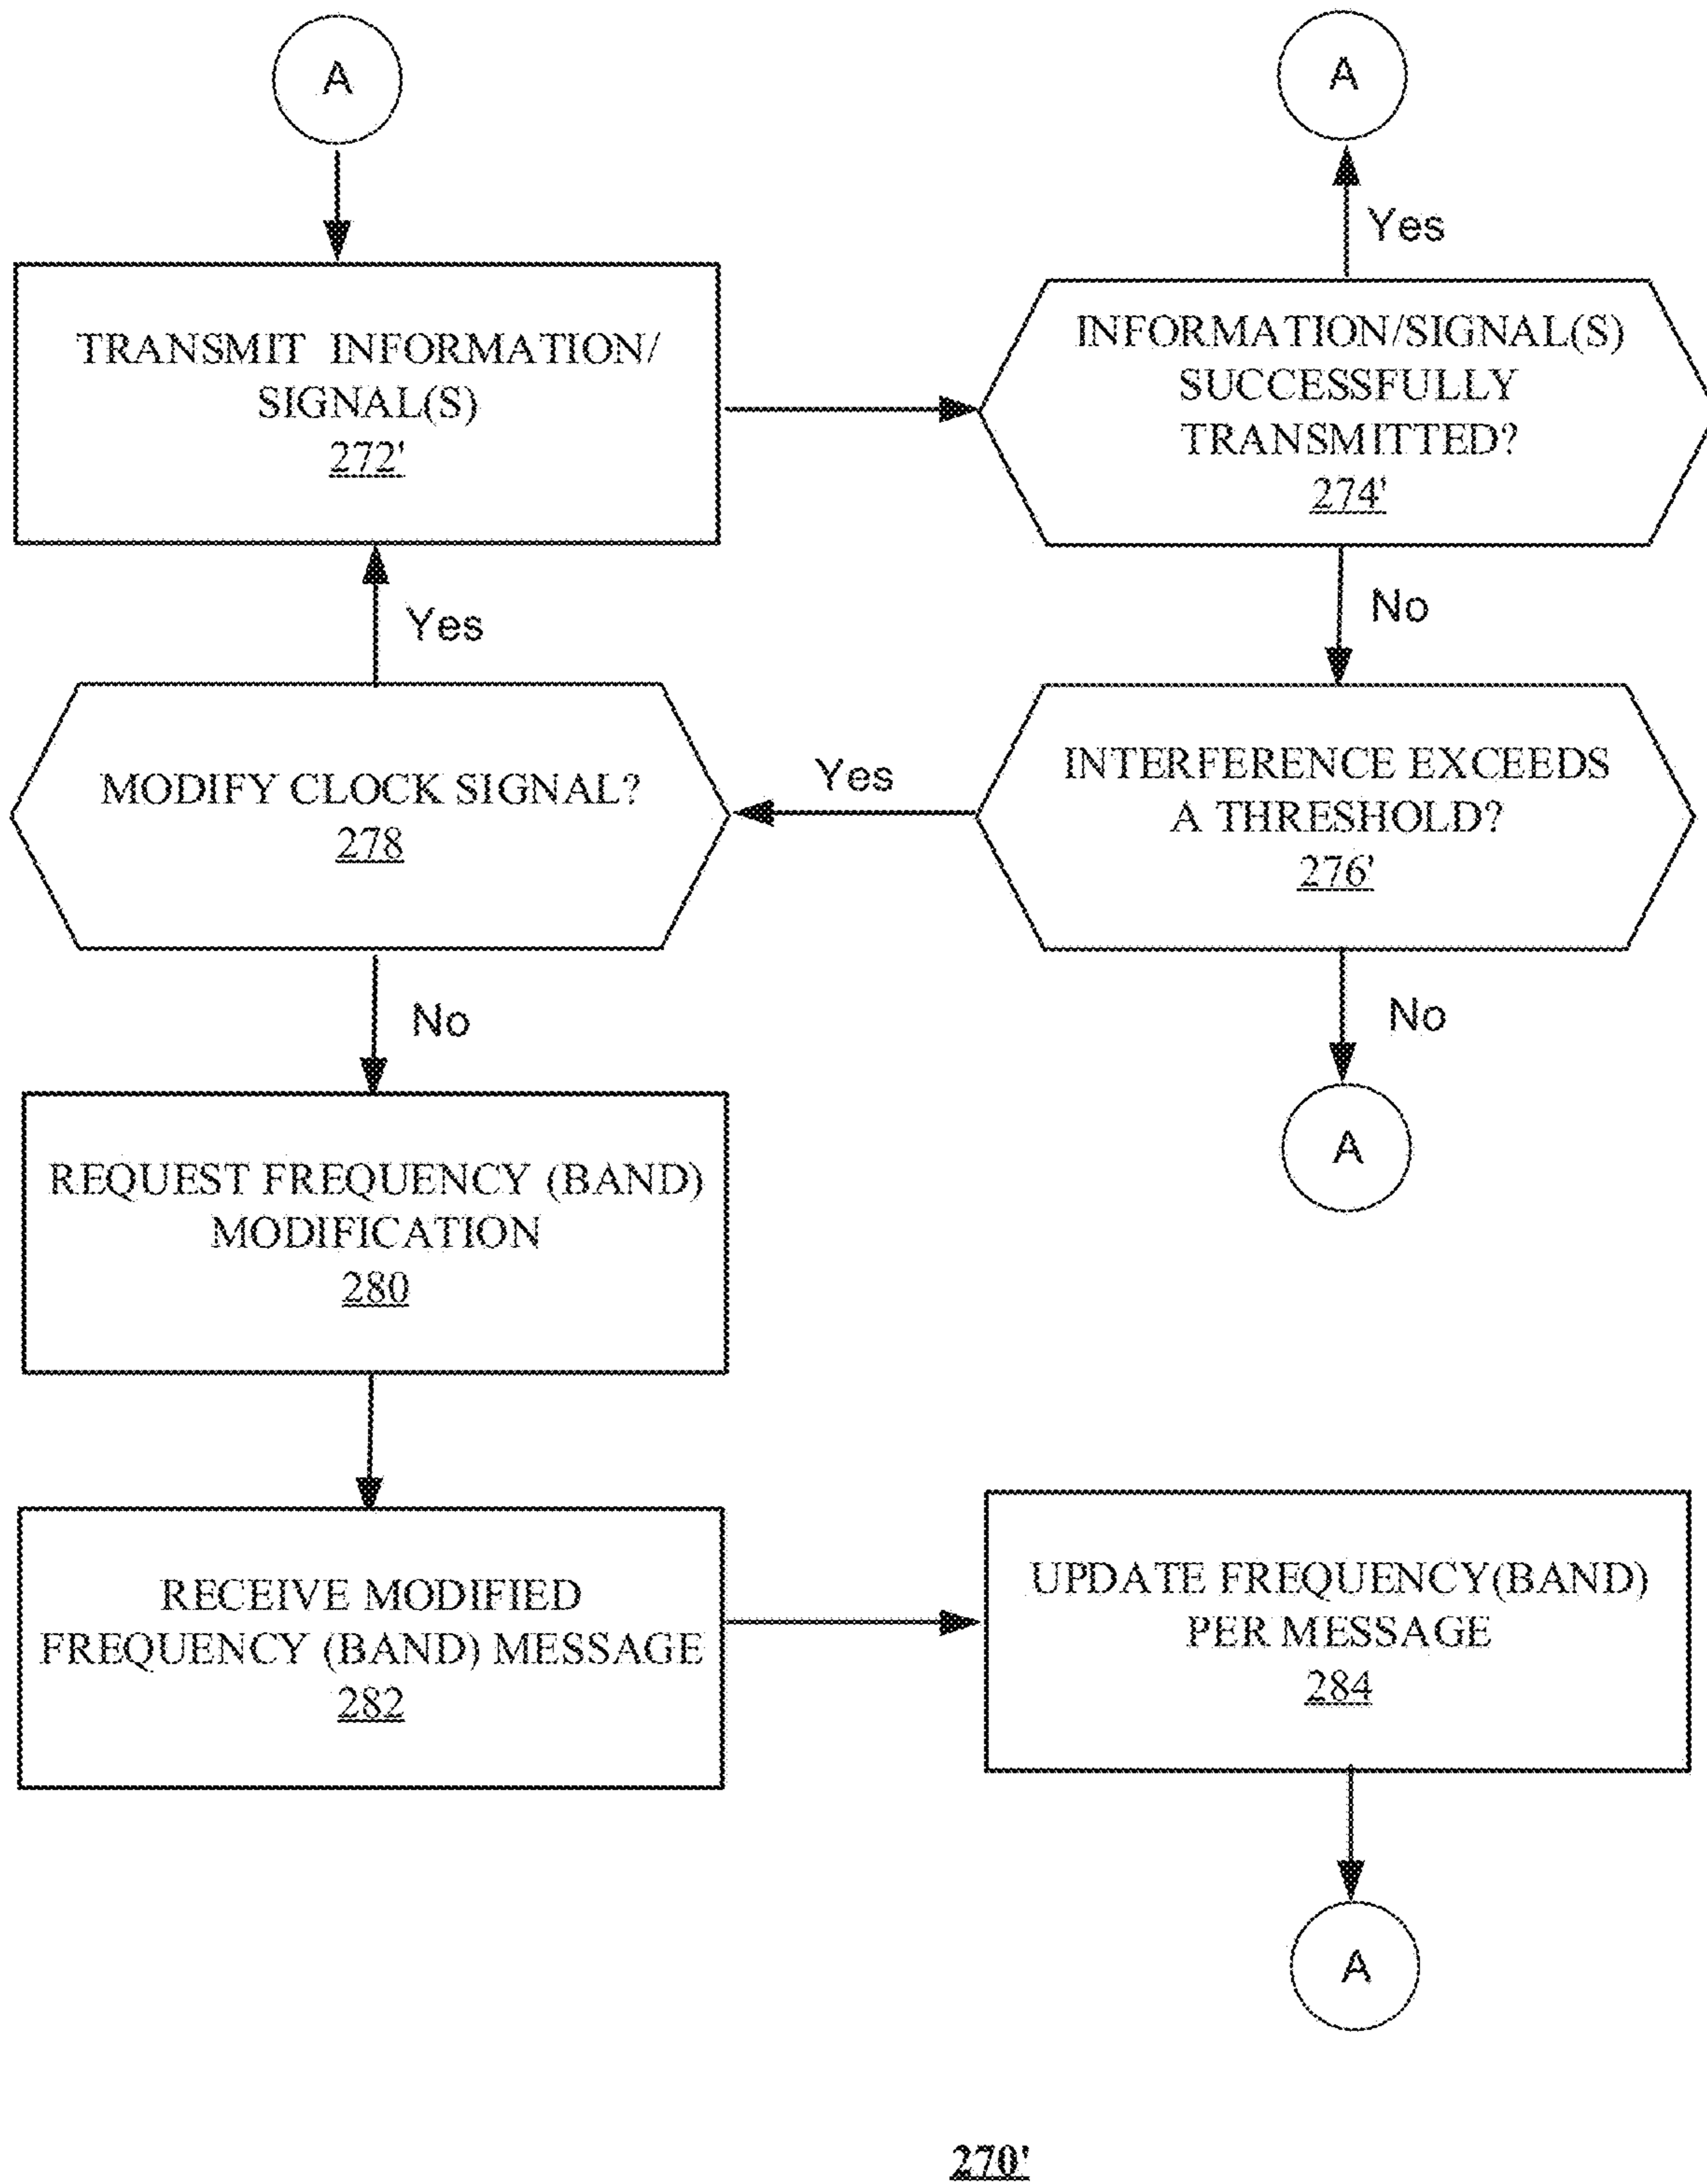 A
A
Yes
TRANSMIT INFORMATION/
SIGNAL(S)
272'
INFORMATION/SIGNAL(S)
SUCCESSFULLY
TRANSMITTED?
274'
Yes
No
MODIFY CLOCK SIGNAL?
278
Yes
INTERFERENCE EXCEEDS
A THRESHOLD?
276'
No
No
A
REQUEST FREQUENCY (BAND)
MODIFICATION
280
RECEIVE MODIFIED
FREQUENCY (BAND) MESSAGE
282
UPDATE FREQUENCY(BAND)
PER MESSAGE
284
A
270'